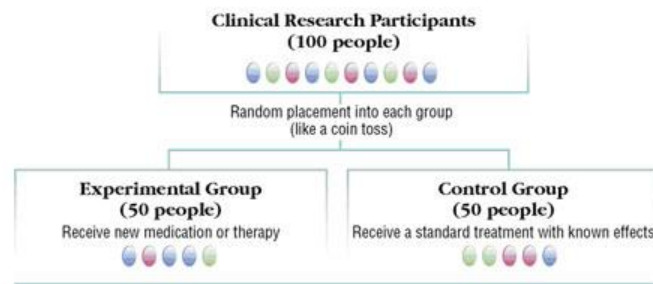 Clinical Research Participants
(100 people)
Random placement into each group
(like a coin toss)
Experimental Group
(50 people)
Receive new medication or therapy
Control Group
(50 people)
Receive a standard treatment with known effects